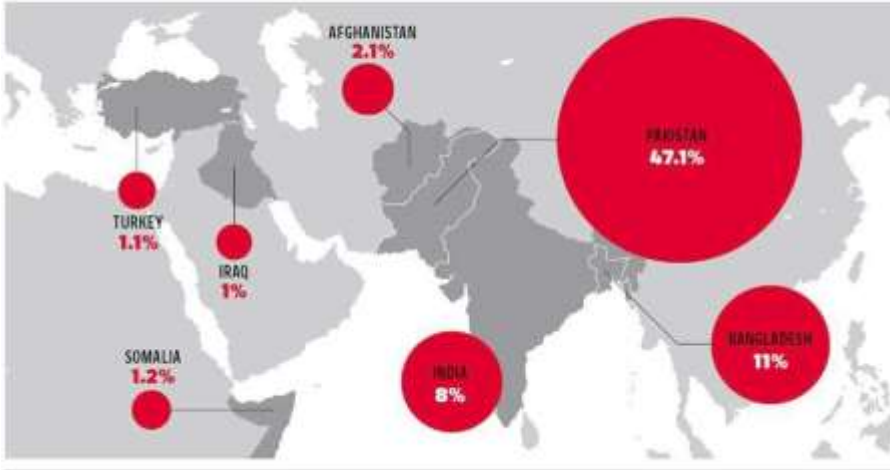 AFGHANISTAN
2.1%
PAKISTAN
47.1%
TURKEY
1.1%
IRAQ
1%
SOMALIA
1.2%
INDIA
8%
BANGLADESH
11%